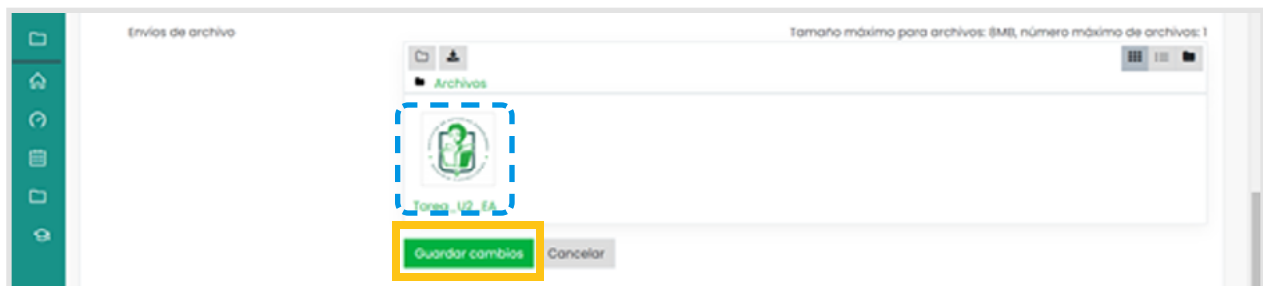 Envíos de archivo
Tamaño máximo para archivos: 8MB, número máximo de archivos: 1
Archivos
Tarea_U2_EA
Guardar cambios
Cancelar